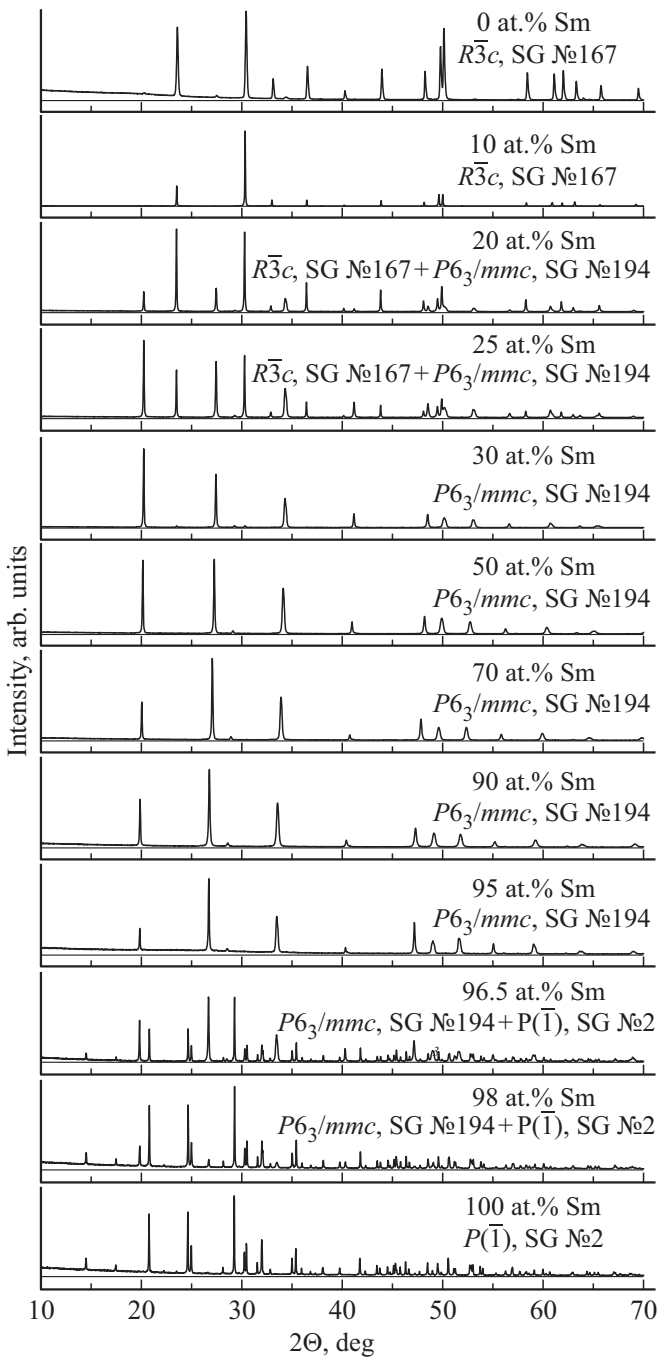 0 at.% Sm
R3̅c, SG №167
10 at.% Sm
R3̅c, SG №167
20 at.% Sm
R3̅c, SG №167 + P6₃/mmc, SG №194
25 at.% Sm
R3̅c, SG №167 + P6₃/mmc, SG №194
30 at.% Sm
P6₃/mmc, SG №194
50 at.% Sm
P6₃/mmc, SG №194
70 at.% Sm
P6₃/mmc, SG №194
90 at.% Sm
P6₃/mmc, SG №194
95 at.% Sm
P6₃/mmc, SG №194
96.5 at.% Sm
P6₃/mmc, SG №194 + P(1̅), SG №2
98 at.% Sm
P6₃/mmc, SG №194 + P(1̅), SG №2
100 at.% Sm
P(1̅), SG №2
Intensity, arb. units
10 20 30 40 50 60 70
2Θ, deg